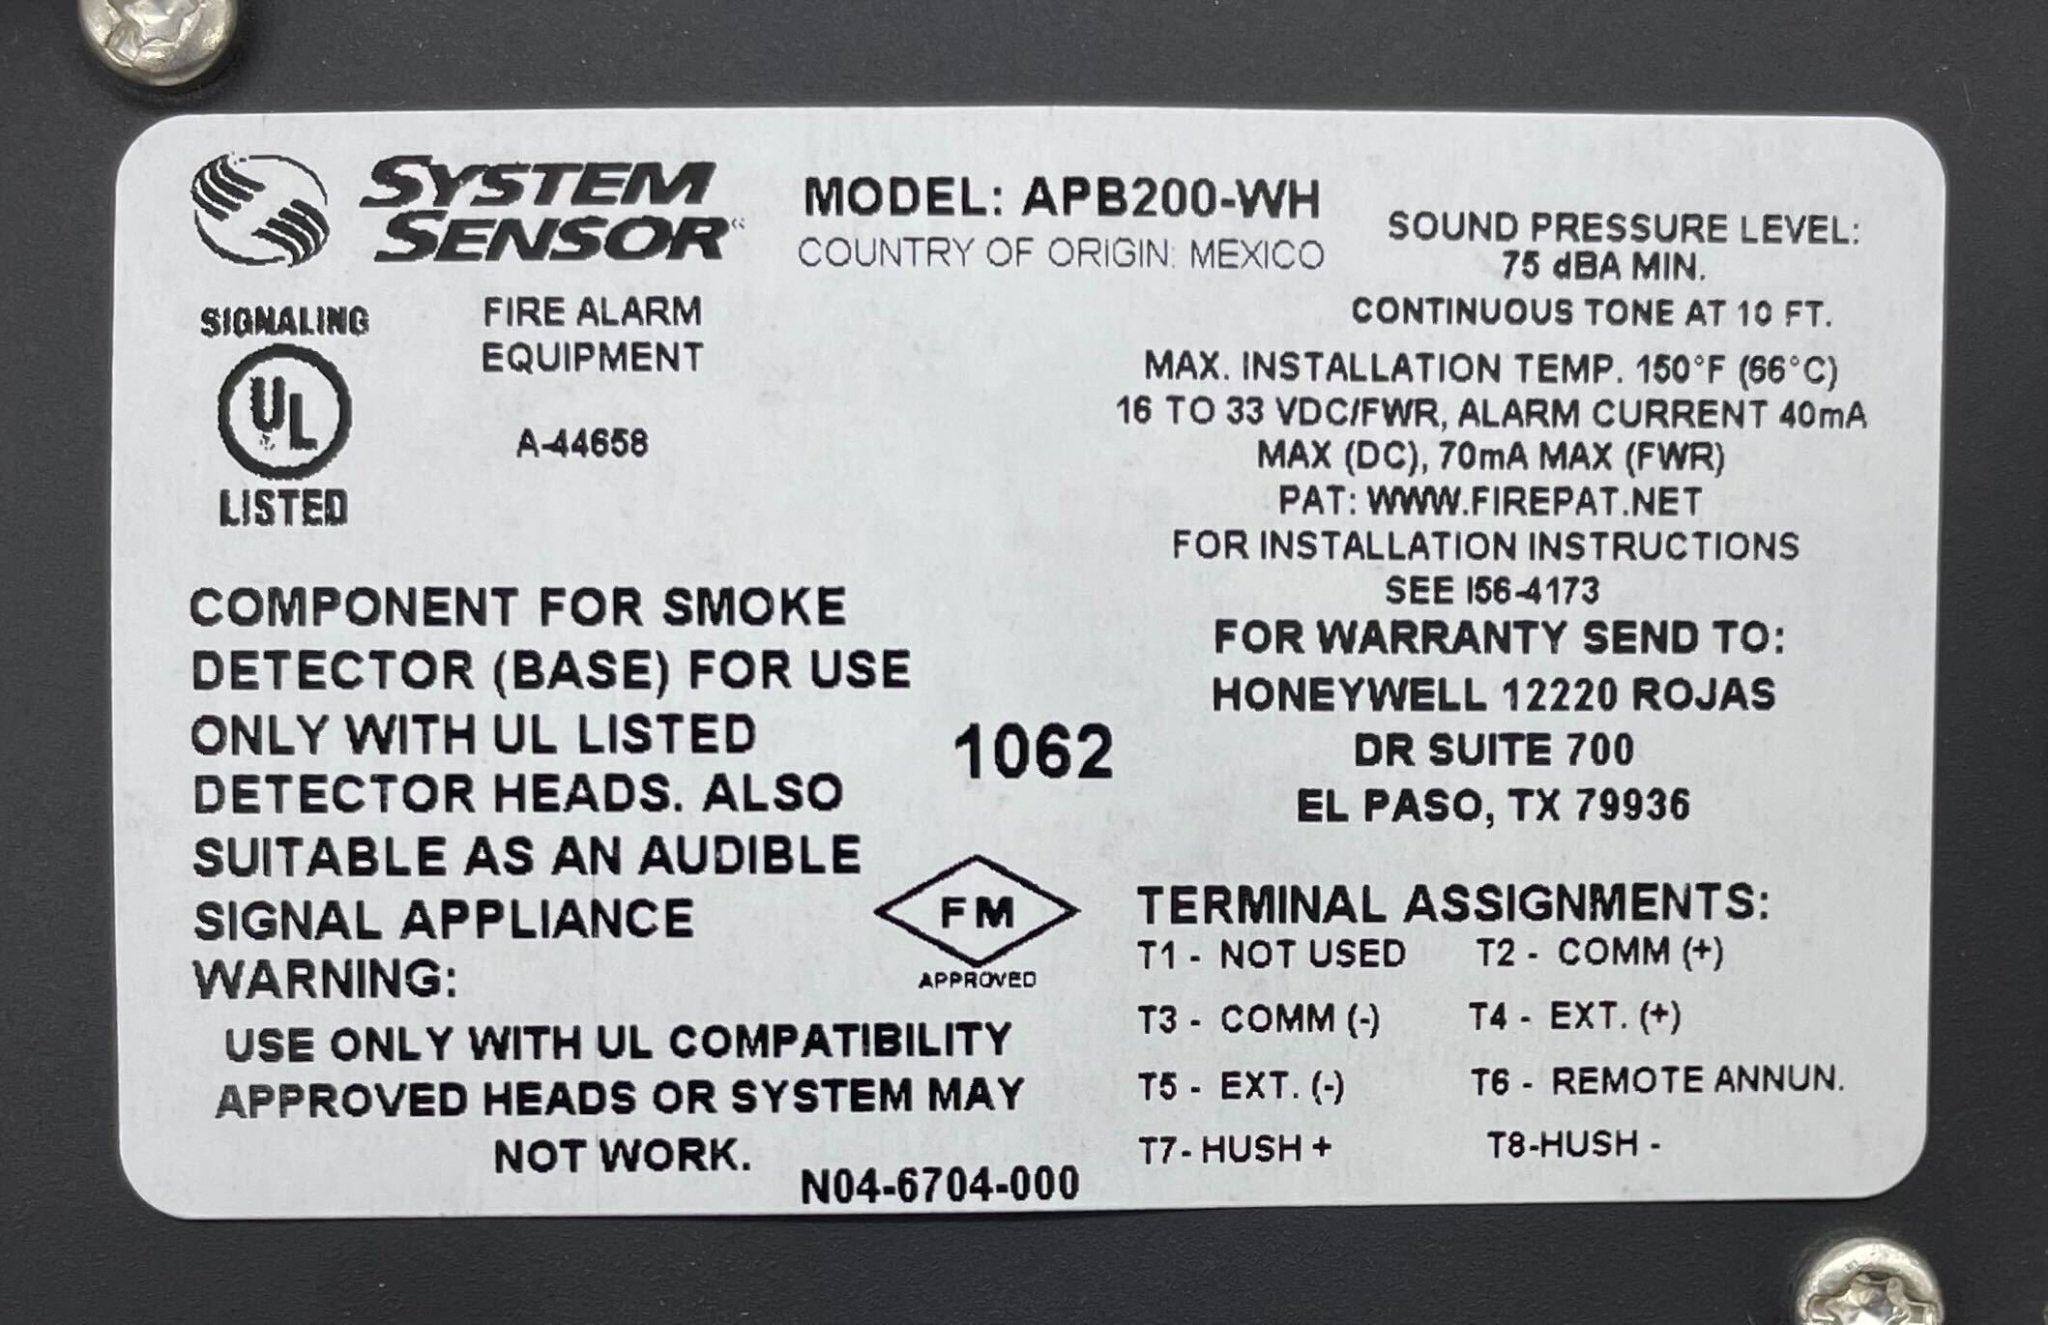 SYSTEM
SENSOR
MODEL: APB200-WH
COUNTRY OF ORIGIN: MEXICO
SIGNALING
UL
LISTED
FIRE ALARM
EQUIPMENT
A-44658
SOUND PRESSURE LEVEL:
75 dBA MIN.
CONTINUOUS TONE AT 10 FT.
MAX. INSTALLATION TEMP. 150°F (66°C)
16 TO 33 VDC/FWR, ALARM CURRENT 40mA
MAX (DC), 70mA MAX (FWR)
PAT: WWW.FIREPAT.NET
FOR INSTALLATION INSTRUCTIONS
SEE I56-4173
FOR WARRANTY SEND TO:
HONEYWELL 12220 ROJAS
DR SUITE 700
EL PASO, TX 79936
COMPONENT FOR SMOKE
DETECTOR (BASE) FOR USE
ONLY WITH UL LISTED
DETECTOR HEADS. ALSO
SUITABLE AS AN AUDIBLE
SIGNAL APPLIANCE
WARNING:
USE ONLY WITH UL COMPATIBILITY
APPROVED HEADS OR SYSTEM MAY
NOT WORK.
1062
FM
APPROVED
N04-6704-000
TERMINAL ASSIGNMENTS:
T1 - NOT USED T2 - COMM (+)
T3 - COMM (-) T4 - EXT. (+)
T5 - EXT. (-) T6 - REMOTE ANNUN.
T7- HUSH + T8-HUSH -